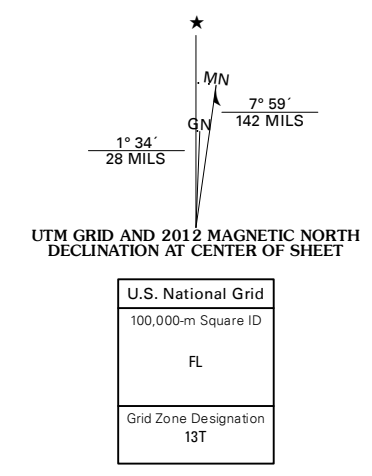 ★
MN
GN
7° 59´
142 MILS
1° 34´
28 MILS
UTM GRID AND 2012 MAGNETIC NORTH
DECLINATION AT CENTER OF SHEET
U.S. National Grid
100,000-m Square ID
FL
Grid Zone Designation
13T